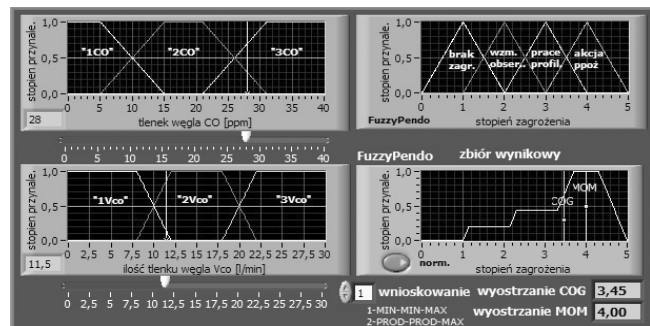 1,0
0,5
0,0
stopien przynale.
"1CO" "2CO" "3CO"
0 5 10 15 20 25 30 35 40
28
tlenek węgla CO [ppm]
0 5 10 15 20 25 30 35 40
1,0
0,5
0,0
stopien przynale.
brak zagr.
wzm. obser.
prace profil.
akcja ppoż
0 1 2 3 4 5
FuzzyPendo stopień zagrożenia
FuzzyPendo zbiór wynikowy
1,0
0,5
0,0
stopien przynale.
"1Vco" "2Vco" "3Vco"
0 2,5 5 7,5 10 12,5 15 17,5 20 22,5 25 27,5 30
11,5
ilość tlenku węgla Vco [l/min]
0 2,5 5 7,5 10 12,5 15 17,5 20 22,5 25 27,5 30
1,0
0,5
0,0
stopien przynale.
MOM
COG
0 1 2 3 4 5
norm. stopień zagrożenia
1 wnioskowanie
1-MIN-MIN-MAX
2-PROD-PROD-MAX
wyostrzanie COG 3,45
wyostrzanie MOM 4,00